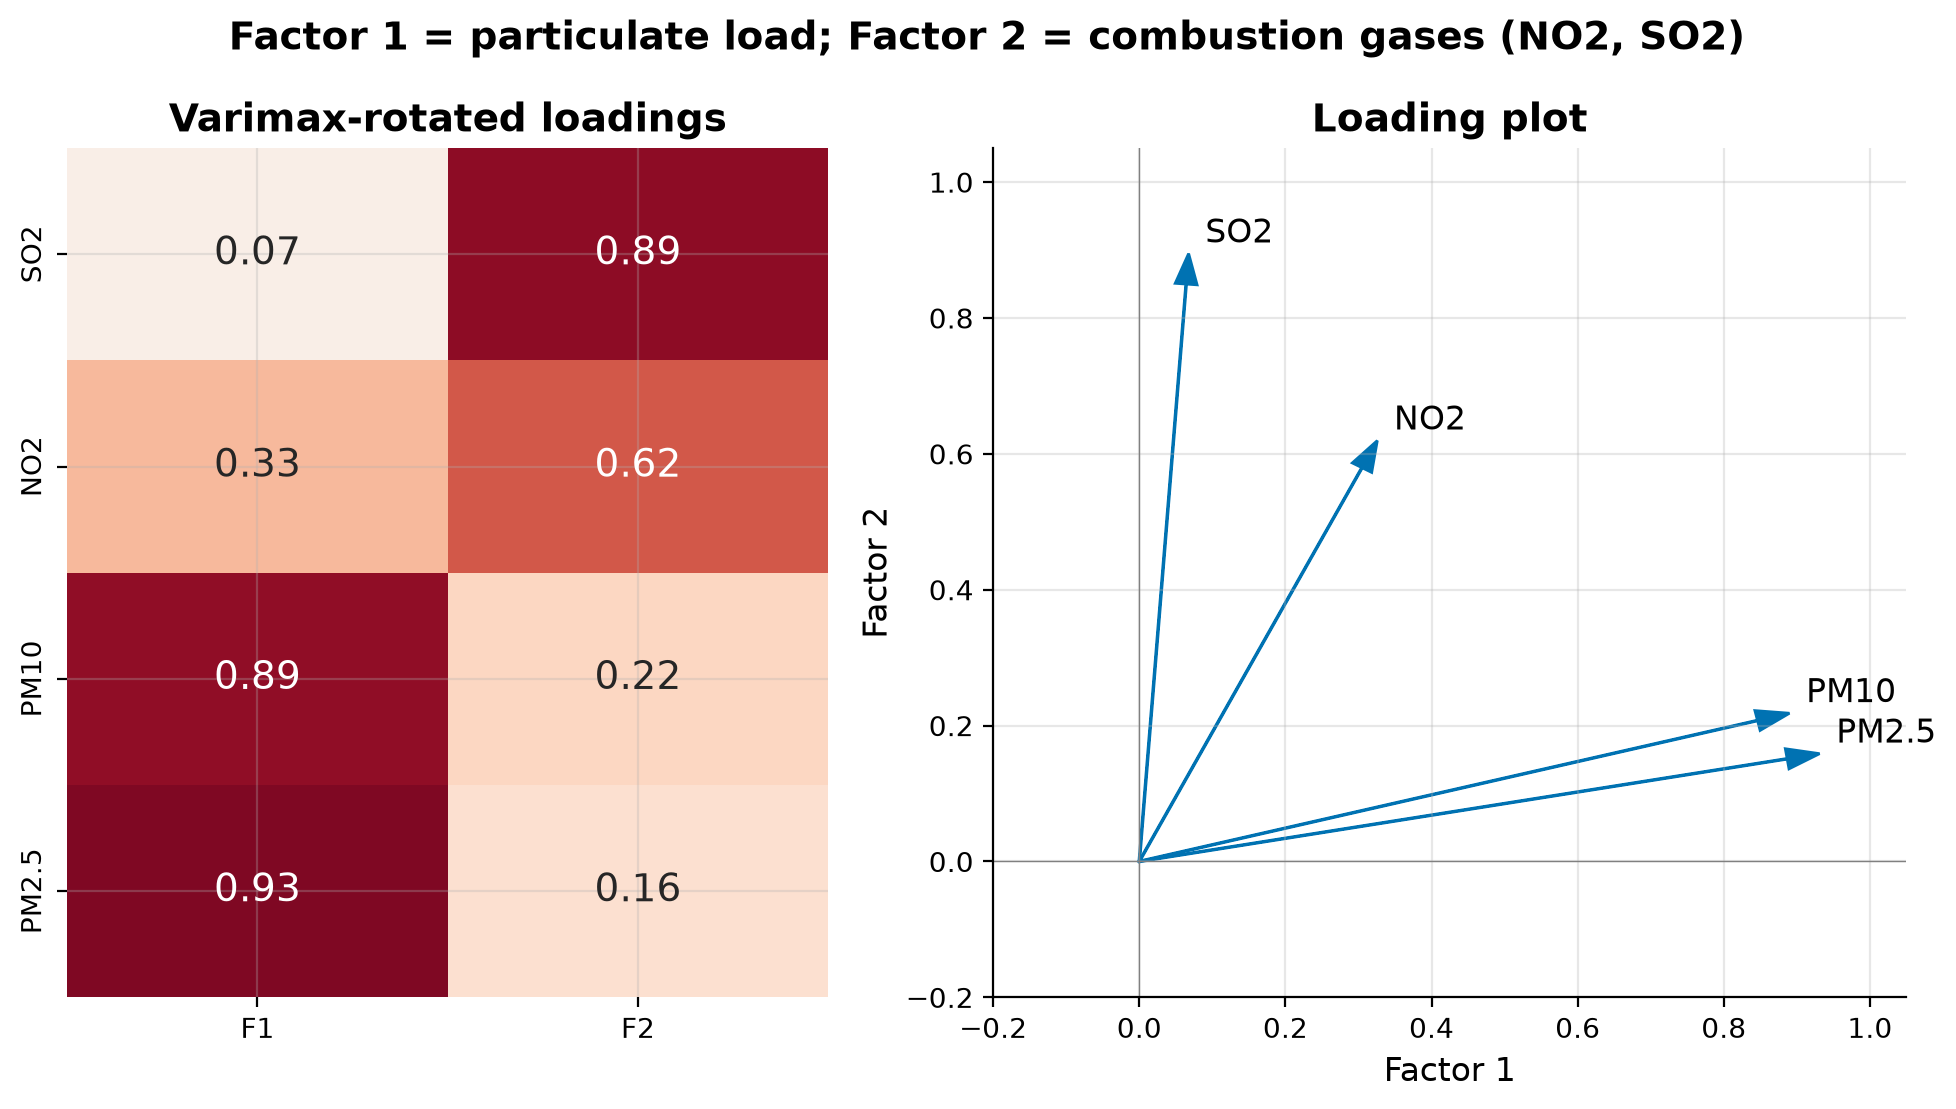 Factor 1 = particulate load; Factor 2 = combustion gases (NO2, SO2)
Varimax-rotated loadings
SO2
0.07
0.89
NO2
0.33
0.62
PM10
0.89
0.22
PM2.5
0.93
0.16
F1
F2
Loading plot
Factor 2
1.0
0.8
0.6
0.4
0.2
0.0
−0.2
SO2
NO2
PM10
PM2.5
−0.2
0.0
0.2
0.4
0.6
0.8
1.0
Factor 1